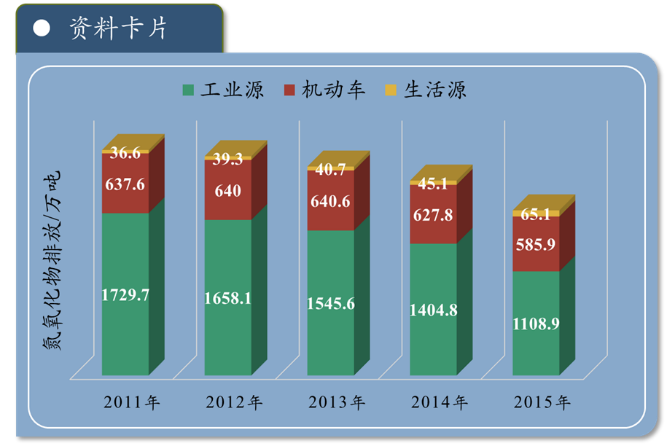 资料卡片
工业源 机动车 生活源
氮氧化物排放/万吨
36.6 39.3 40.7 45.1 65.1
637.6 640 640.6 627.8 585.9
1729.7 1658.1 1545.6 1404.8 1108.9
2011年 2012年 2013年 2014年 2015年